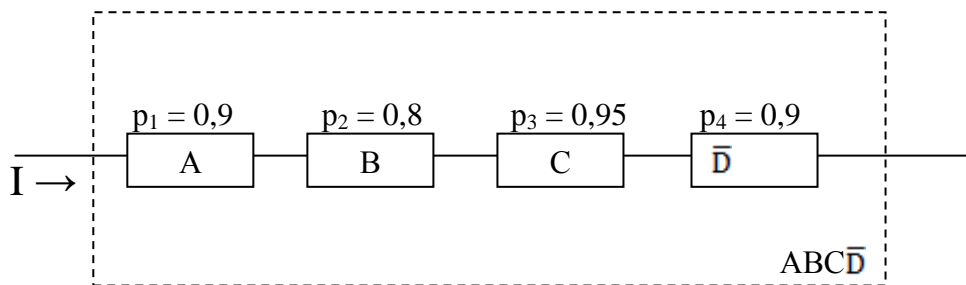 p₁ = 0,9 p₂ = 0,8 p₃ = 0,95 p₄ = 0,9
I → A B C D̅
ABCD̅